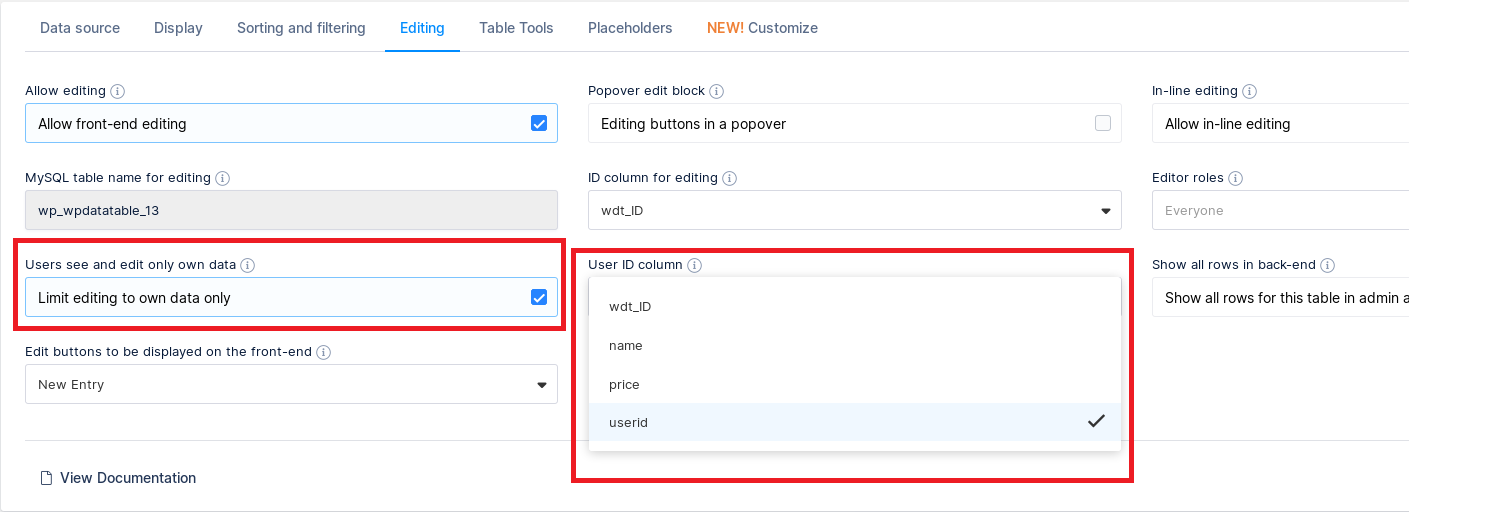 Data source Display Sorting and filtering Editing Table Tools Placeholders NEW! Customize
Allow editing Popover edit block In-line editing
Allow front-end editing Editing buttons in a popover Allow in-line editing
MySQL table name for editing ID column for editing Editor roles
wp_wpdatatable_13 wdt_ID Everyone
Users see and edit only own data User ID column Show all rows in back-end
Limit editing to own data only Show all rows for this table in admin a
wdt_ID
name
Edit buttons to be displayed on the front-end
New Entry price
userid
View Documentation